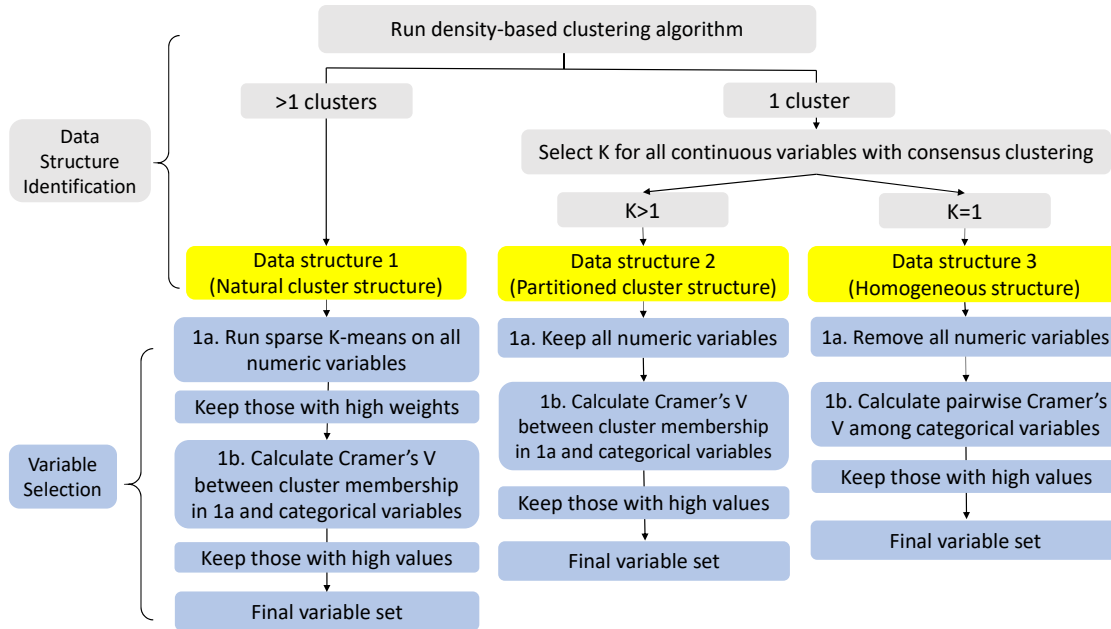 Run density-based clustering algorithm
>1 clusters
1 cluster
Data
Structure
Identification
Select K for all continuous variables with consensus clustering
K>1
K=1
Data structure 1
(Natural cluster structure)
Data structure 2
(Partitioned cluster structure)
Data structure 3
(Homogeneous structure)
1a. Run sparse K-means on all
numeric variables
Keep those with high weights
1b. Calculate Cramer's V
between cluster membership
in 1a and categorical variables
Keep those with high values
Final variable set
1a. Keep all numeric variables
1b. Calculate Cramer's V
between cluster membership
in 1a and categorical variables
Keep those with high values
Final variable set
1a. Remove all numeric variables
1b. Calculate pairwise Cramer's
V among categorical variables
Keep those with high values
Final variable set
Variable
Selection